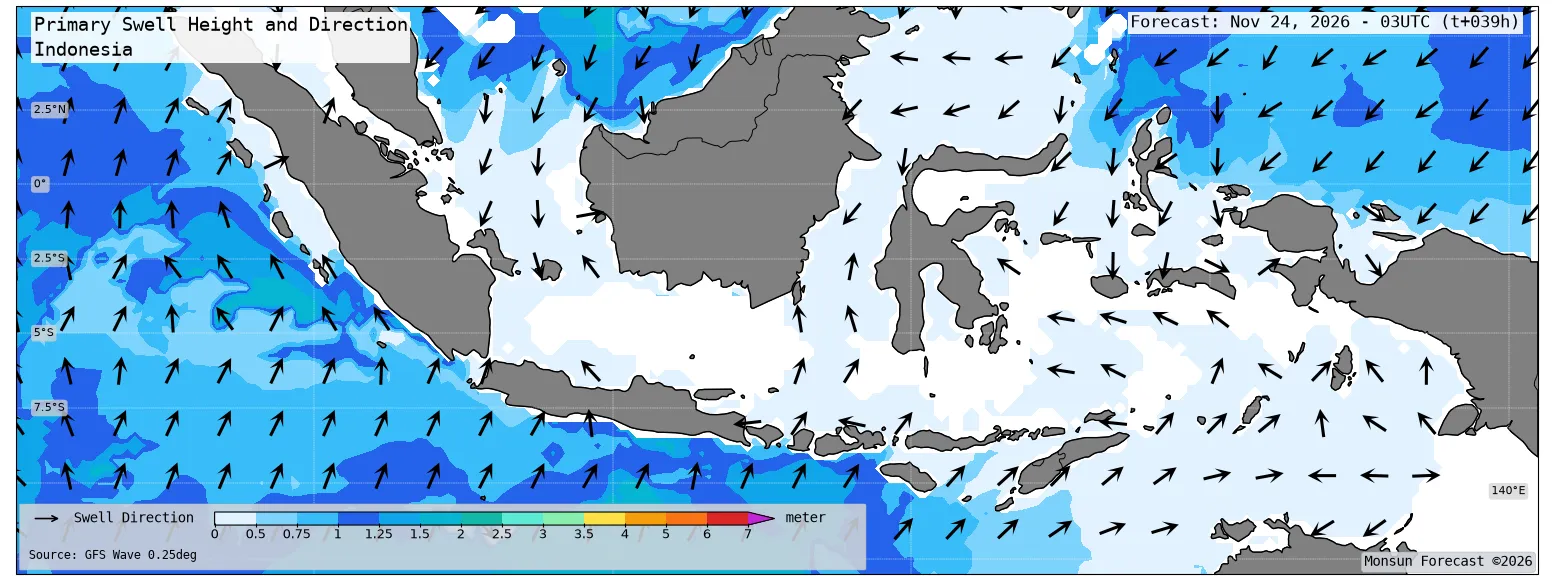 Primary Swell Height and Direction
Indonesia
Forecast: Nov 24, 2026 - 03UTC (t+039h)
2.5°N
0°
2.5°S
5°S
7.5°S
140°E
Swell Direction
0 0.5 0.75 1 1.25 1.5 2 2.5 3 3.5 4 5 6 7
meter
Source: GFS Wave 0.25deg
Monsun Forecast ©2026